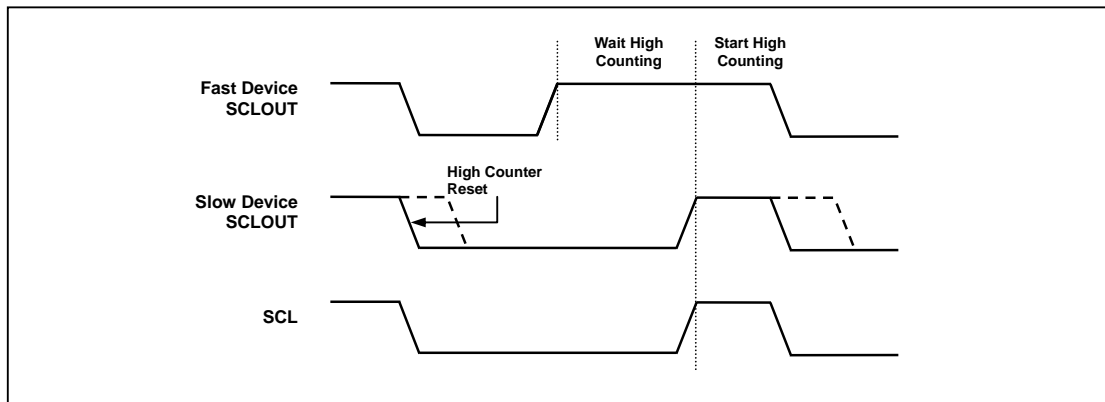 Wait High
Counting
Start High
Counting
Fast Device
SCLOUT
High Counter
Reset
Slow Device
SCLOUT
SCL